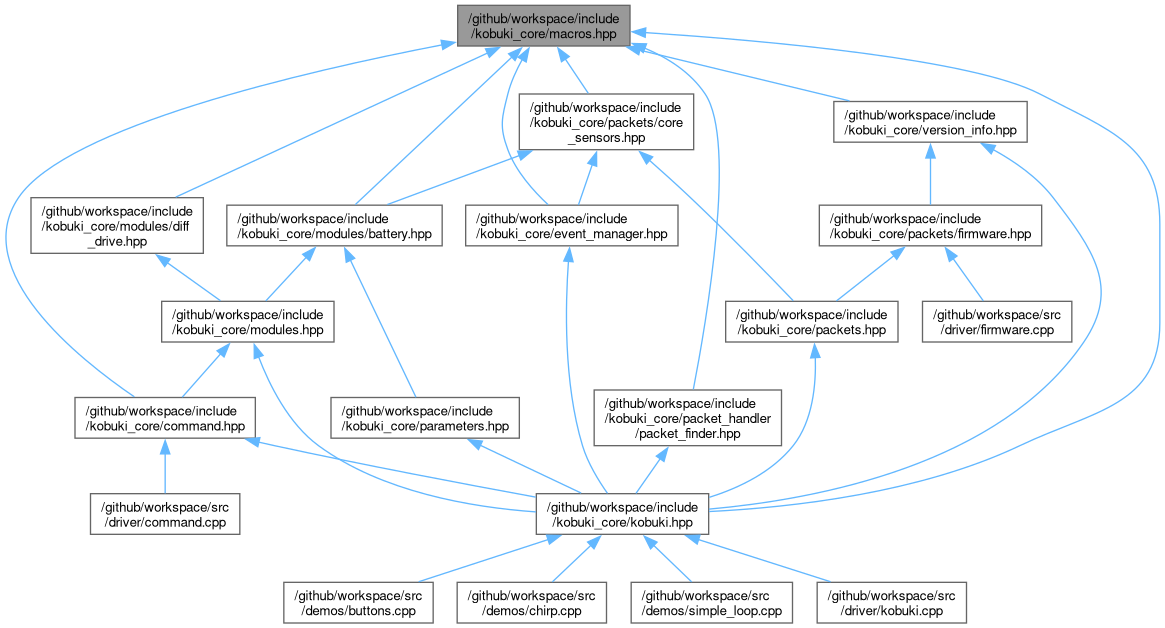 /github/workspace/include
/kobuki_core/macros.hpp
/github/workspace/include
/kobuki_core/packets/core
_sensors.hpp
/github/workspace/include
/kobuki_core/version_info.hpp
/github/workspace/include
/kobuki_core/modules/diff
_drive.hpp
/github/workspace/include
/kobuki_core/modules/battery.hpp
/github/workspace/include
/kobuki_core/event_manager.hpp
/github/workspace/include
/kobuki_core/packets/firmware.hpp
/github/workspace/include
/kobuki_core/modules.hpp
/github/workspace/include
/kobuki_core/packets.hpp
/github/workspace/src
/driver/firmware.cpp
/github/workspace/include
/kobuki_core/command.hpp
/github/workspace/include
/kobuki_core/parameters.hpp
/github/workspace/include
/kobuki_core/packet_handler
/packet_finder.hpp
/github/workspace/src
/driver/command.cpp
/github/workspace/include
/kobuki_core/kobuki.hpp
/github/workspace/src
/demos/buttons.cpp
/github/workspace/src
/demos/chirp.cpp
/github/workspace/src
/demos/simple_loop.cpp
/github/workspace/src
/driver/kobuki.cpp